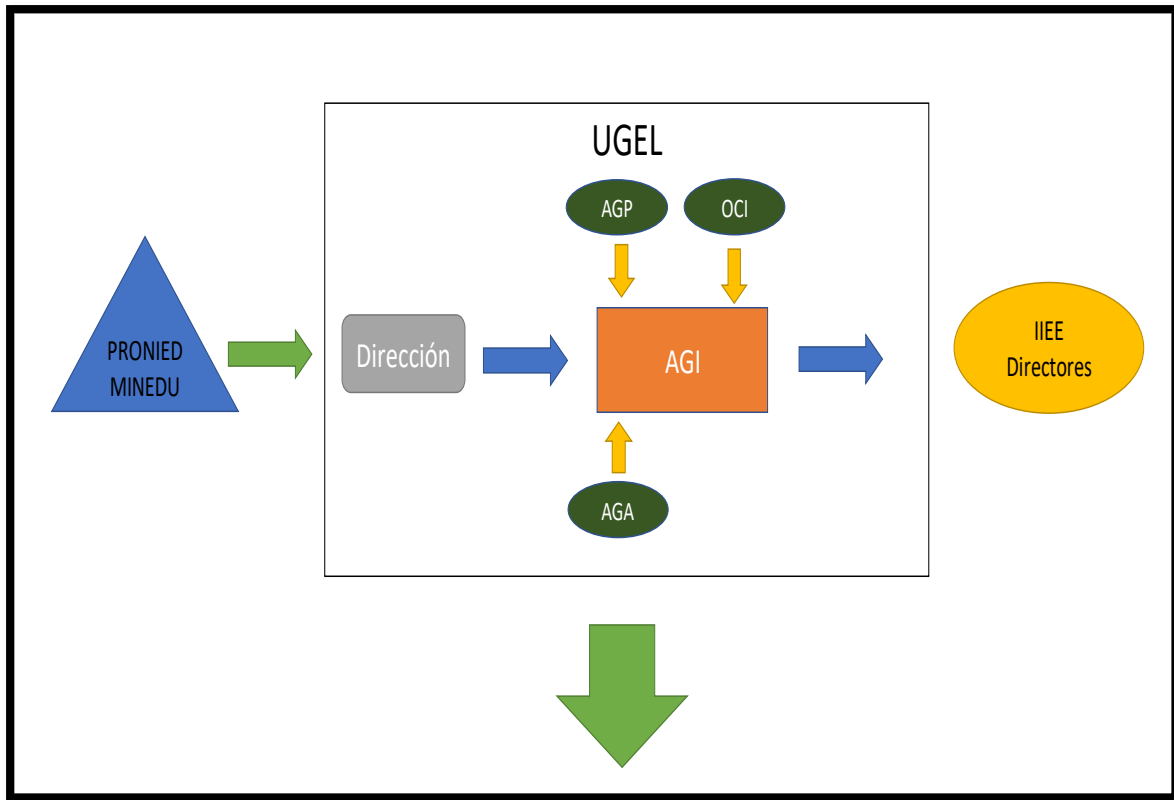 UGEL
AGP
OCI
PRONIED
MINEDU
Dirección
AGI
IIEE
Directores
AGA